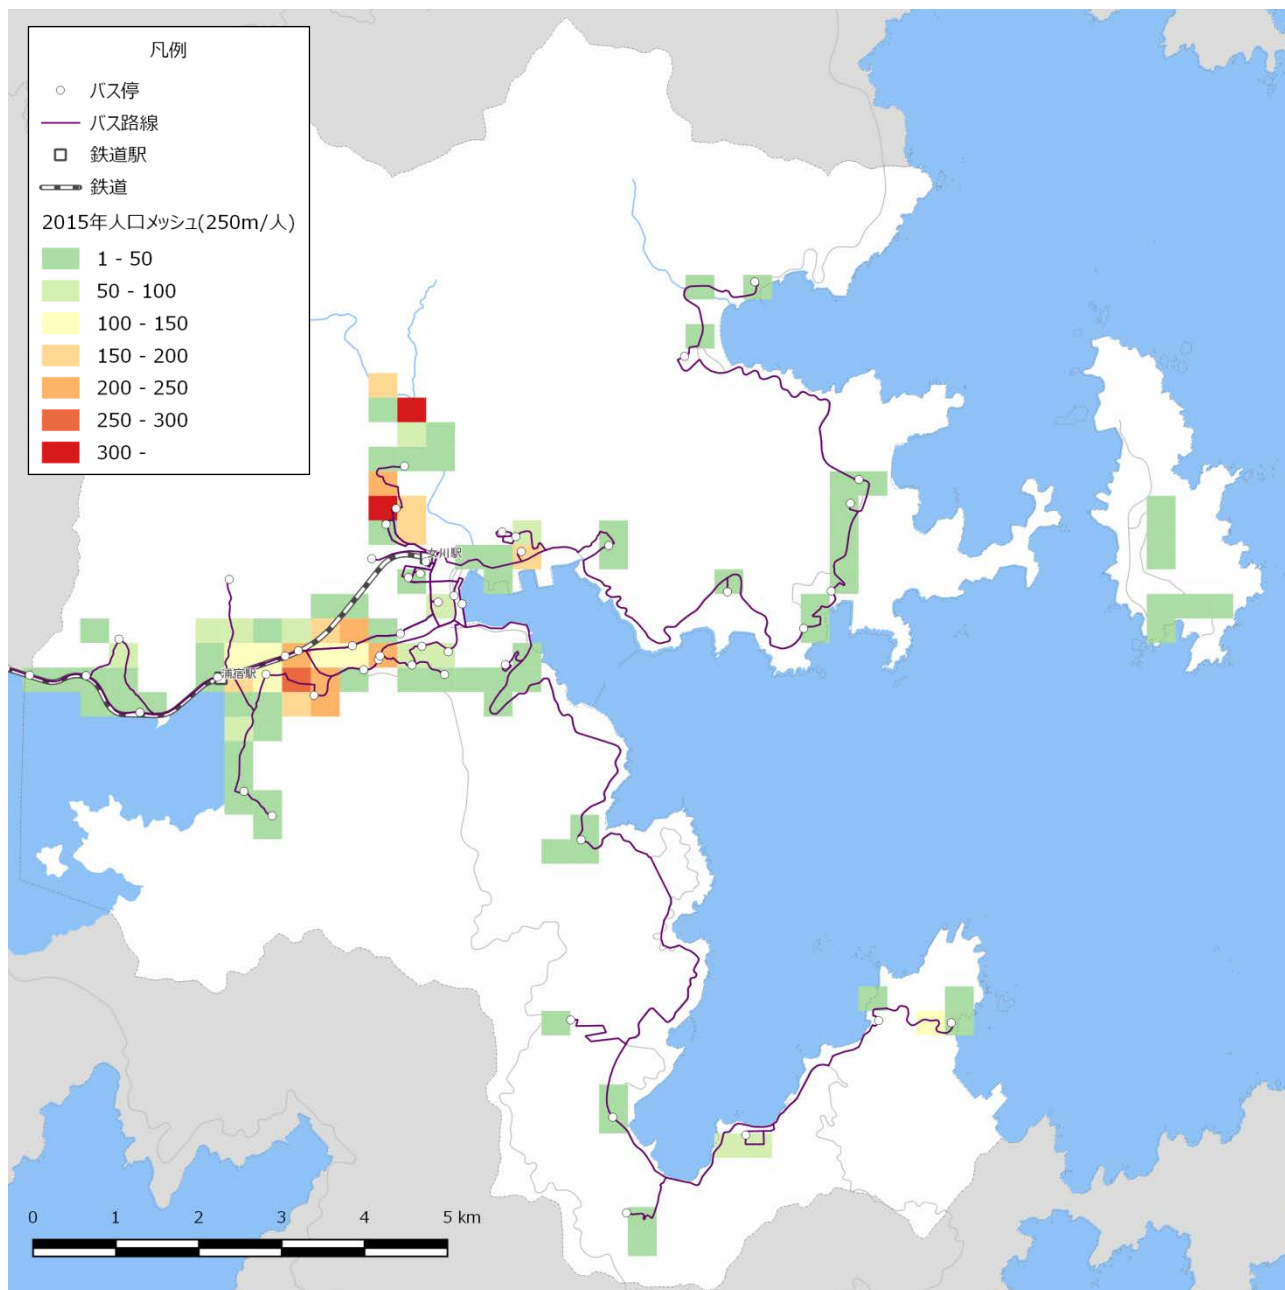 凡例
バス停
バス路線
鉄道駅
鉄道
2015年人口メッシュ(250m/人)
1 - 50
50 - 100
100 - 150
150 - 200
200 - 250
250 - 300
300 -
女川駅
浦宿駅
0 1 2 3 4 5 km